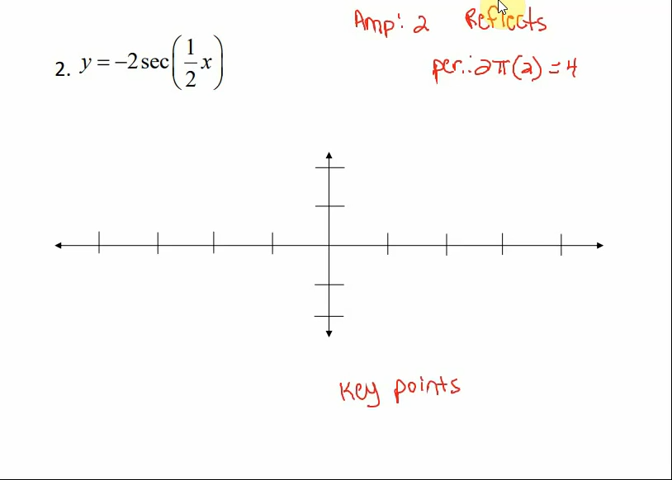 Amp: 2 Reflects
2. y = −2 sec(1/2 x)
per.: 2π(2) = 4
Key points